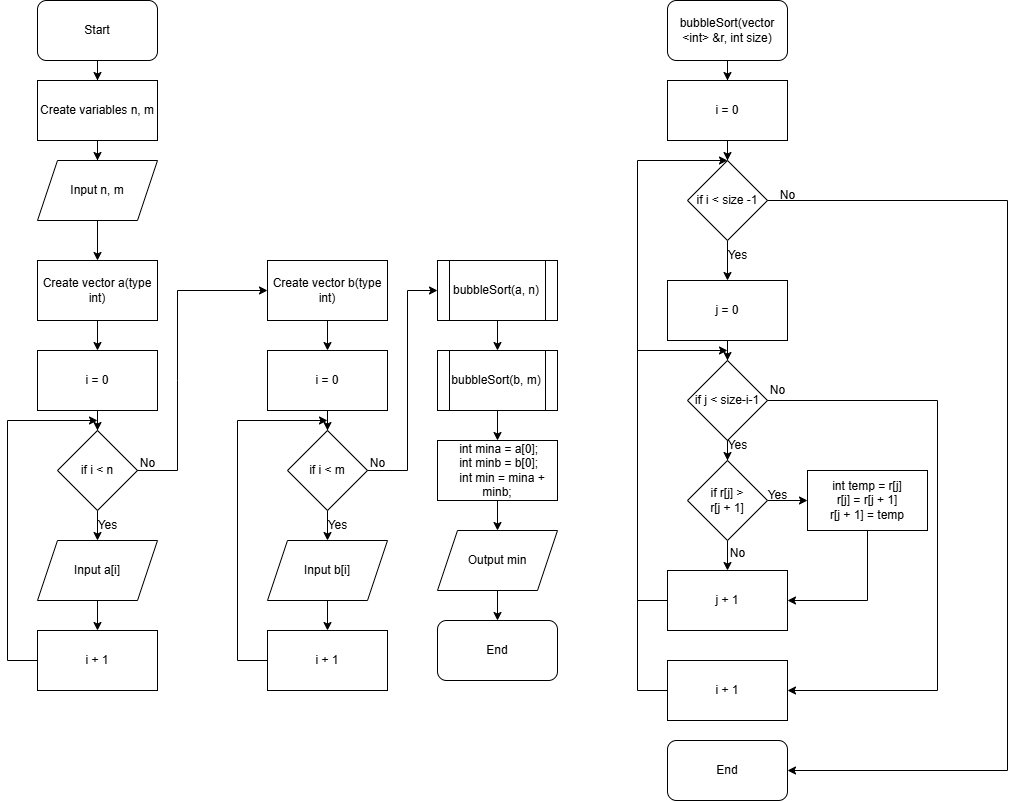 Start
Create variables n, m
Input n, m
Create vector a(type
int)
i = 0
if i < n
No
Yes
Input a[i]
i + 1
Create vector b(type
int)
i = 0
if i < m
No
Yes
Input b[i]
i + 1
bubbleSort(a, n)
bubbleSort(b, m)
int mina = a[0];
int minb = b[0];
int min = mina +
minb;
Output min
End
bubbleSort(vector
<int> &r, int size)
i = 0
if i < size -1
No
Yes
j = 0
if j < size-i-1
No
Yes
if r[j] >
r[j + 1]
Yes
int temp = r[j]
r[j] = r[j + 1]
r[j + 1] = temp
No
j + 1
i + 1
End